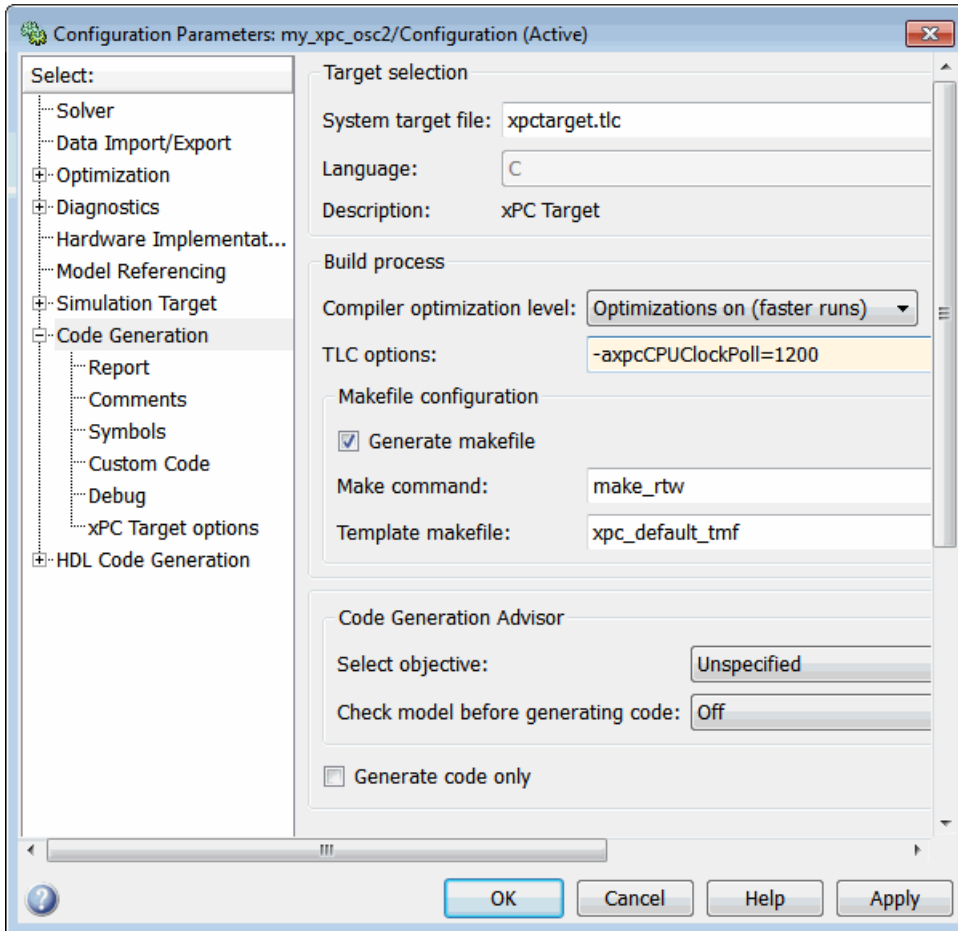 Configuration Parameters: my_xpc_osc2/Configuration (Active)
Select:
Solver
Data Import/Export
Optimization
Diagnostics
Hardware Implementat...
Model Referencing
Simulation Target
Code Generation
Report
Comments
Symbols
Custom Code
Debug
xPC Target options
HDL Code Generation
Target selection
System target file: xpctarget.tlc
Language: C
Description: xPC Target
Build process
Compiler optimization level: Optimizations on (faster runs)
TLC options: -axpcCPUClockPoll=1200
Makefile configuration
Generate makefile
Make command: make_rtw
Template makefile: xpc_default_tmf
Code Generation Advisor
Select objective: Unspecified
Check model before generating code: Off
Generate code only
OK Cancel Help Apply